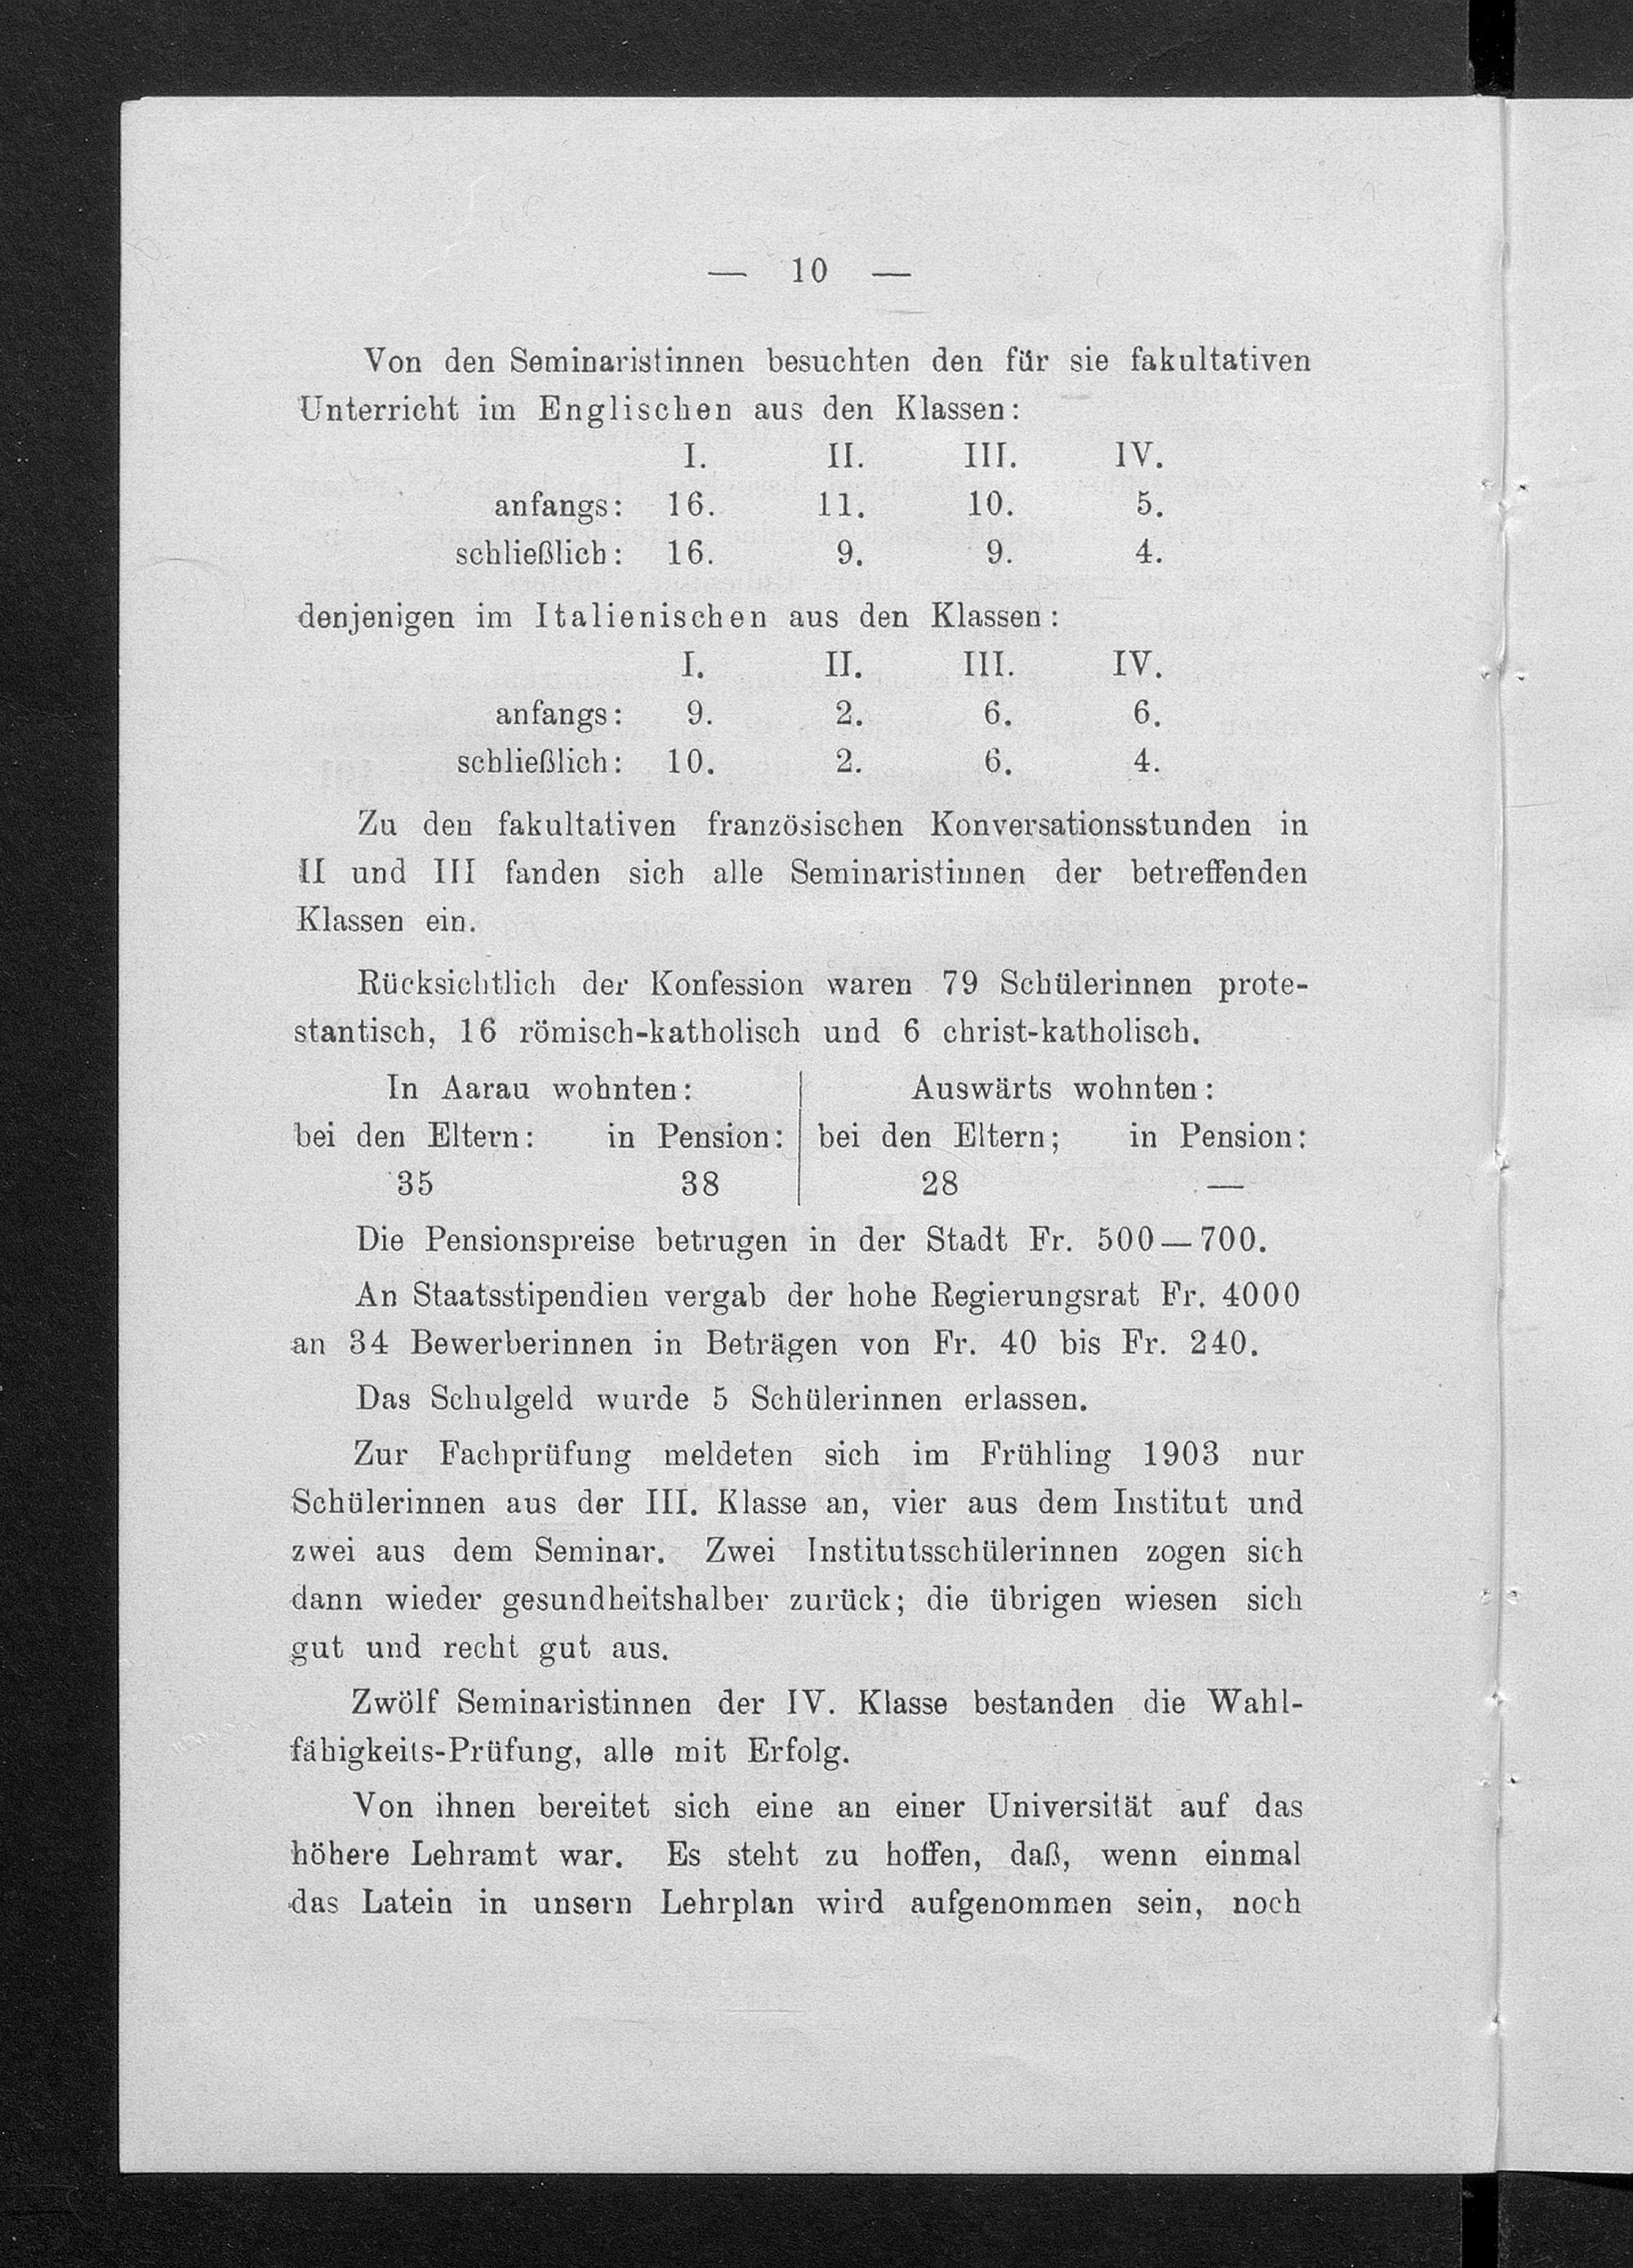 — 10 —
Von den Seminaristinnen besuchten den für sie fakultativen
Unterricht im Englischen aus den Klassen:
I. II. III. IV.
anfangs: 16. 11. 10. 5.
schließlich: 16. 9. 9. 4.
denjenigen im Italienischen aus den Klassen:
I. II. III. IV.
anfangs: 9. 2. 6. 6.
schließlich: 10. 2. 6. 4.
Zu den fakultativen französischen Konversationsstunden in
II und III fanden sich alle Seminaristinnen der betreffenden
Klassen ein.
Rücksichtlich der Konfession waren 79 Schülerinnen prote-
stantisch, 16 römisch-katholisch und 6 christ-katholisch.
In Aarau wohnten: Auswärts wohnten:
bei den Eltern: in Pension: bei den Eltern; in Pension:
35 38 28 —
Die Pensionspreise betrugen in der Stadt Fr. 500—700.
An Staatsstipendien vergab der hohe Regierungsrat Fr. 4000
an 34 Bewerberinnen in Beträgen von Fr. 40 bis Fr. 240.
Das Schulgeld wurde 5 Schülerinnen erlassen.
Zur Fachprüfung meldeten sich im Frühling 1903 nur
Schülerinnen aus der III. Klasse an, vier aus dem Institut und
zwei aus dem Seminar. Zwei Institutsschülerinnen zogen sich
dann wieder gesundheitshalber zurück; die übrigen wiesen sich
gut und recht gut aus.
Zwölf Seminaristinnen der IV. Klasse bestanden die Wahl-
fähigkeits-Prüfung, alle mit Erfolg.
Von ihnen bereitet sich eine an einer Universität auf das
höhere Lehramt war. Es steht zu hoffen, daß, wenn einmal
das Latein in unsern Lehrplan wird aufgenommen sein, noch